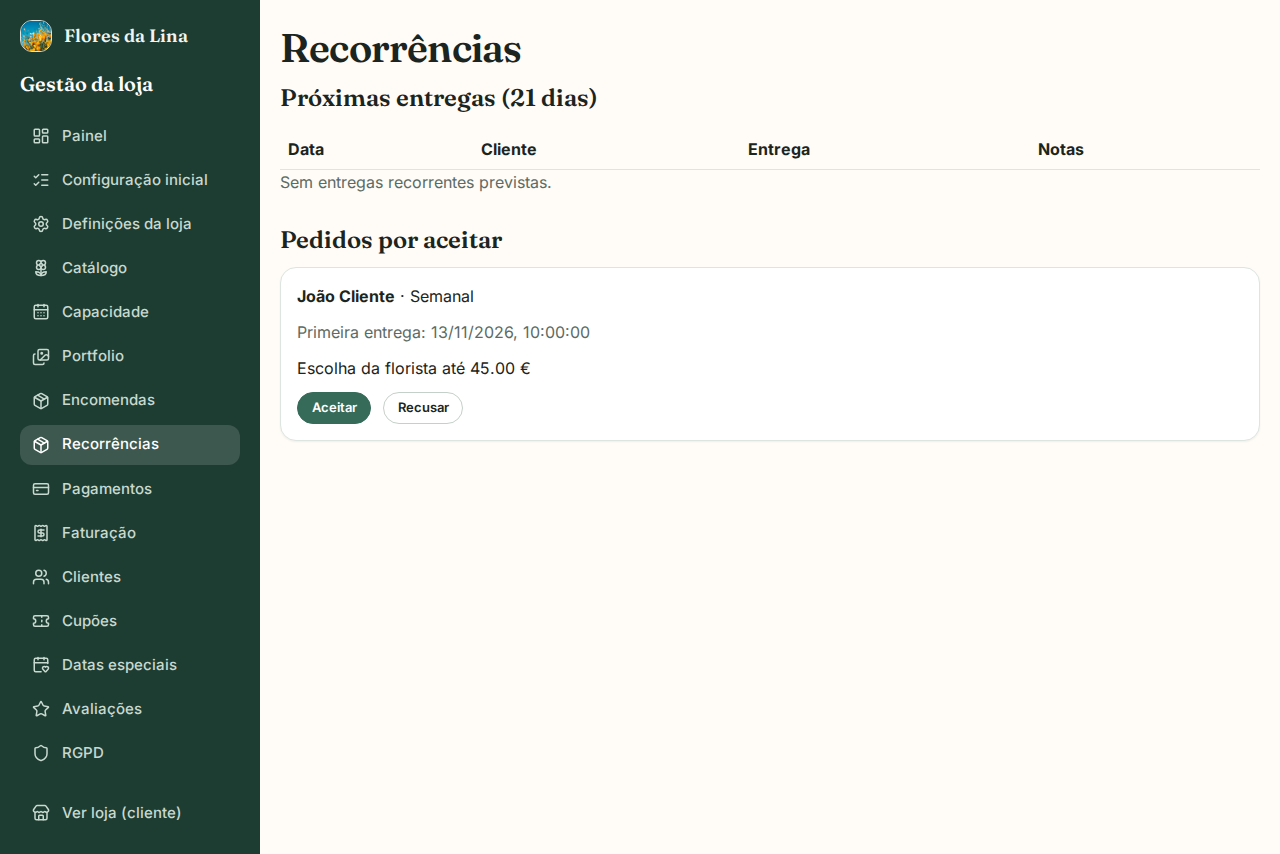 Flores da Lina
Gestão da loja
Painel
Configuração inicial
Definições da loja
Catálogo
Capacidade
Portfolio
Encomendas
Recorrências
Pagamentos
Faturação
Clientes
Cupões
Datas especiais
Avaliações
RGPD
Ver loja (cliente)
Recorrências
Próximas entregas (21 dias)
Data Cliente Entrega Notas
Sem entregas recorrentes previstas.
Pedidos por aceitar
João Cliente · Semanal
Primeira entrega: 13/11/2026, 10:00:00
Escolha da florista até 45.00 €
Aceitar Recusar